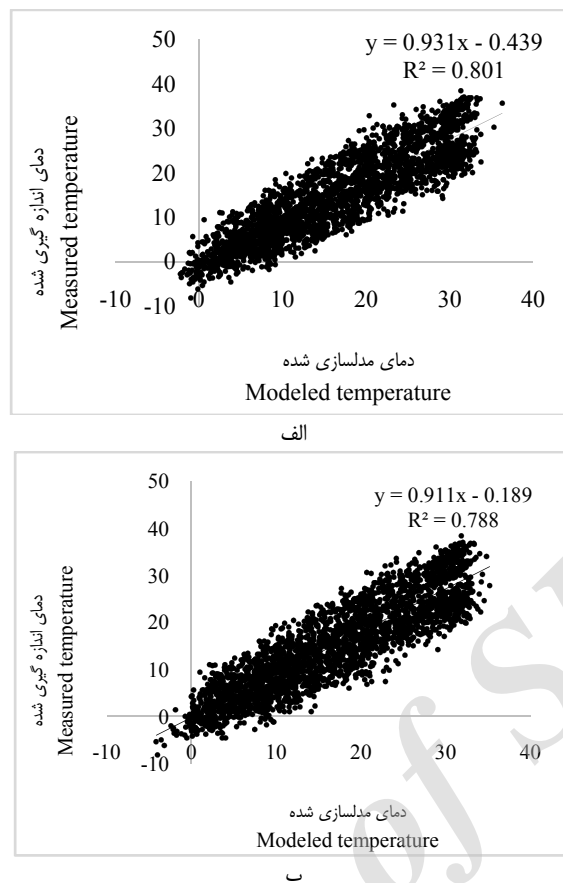 50
y = 0.931x - 0.439
40
R² = 0.801
30
20
10
0
-10
-10 0 10 20 30 40
دمای اندازه گیری شده
Measured temperature
دمای مدلسازی شده
Modeled temperature
الف
50
y = 0.911x - 0.189
40
R² = 0.788
30
20
10
0
-10
-10 0 10 20 30 40
دمای اندازه گیری شده
Measured temperature
دمای مدلسازی شده
Modeled temperature
ب
of S